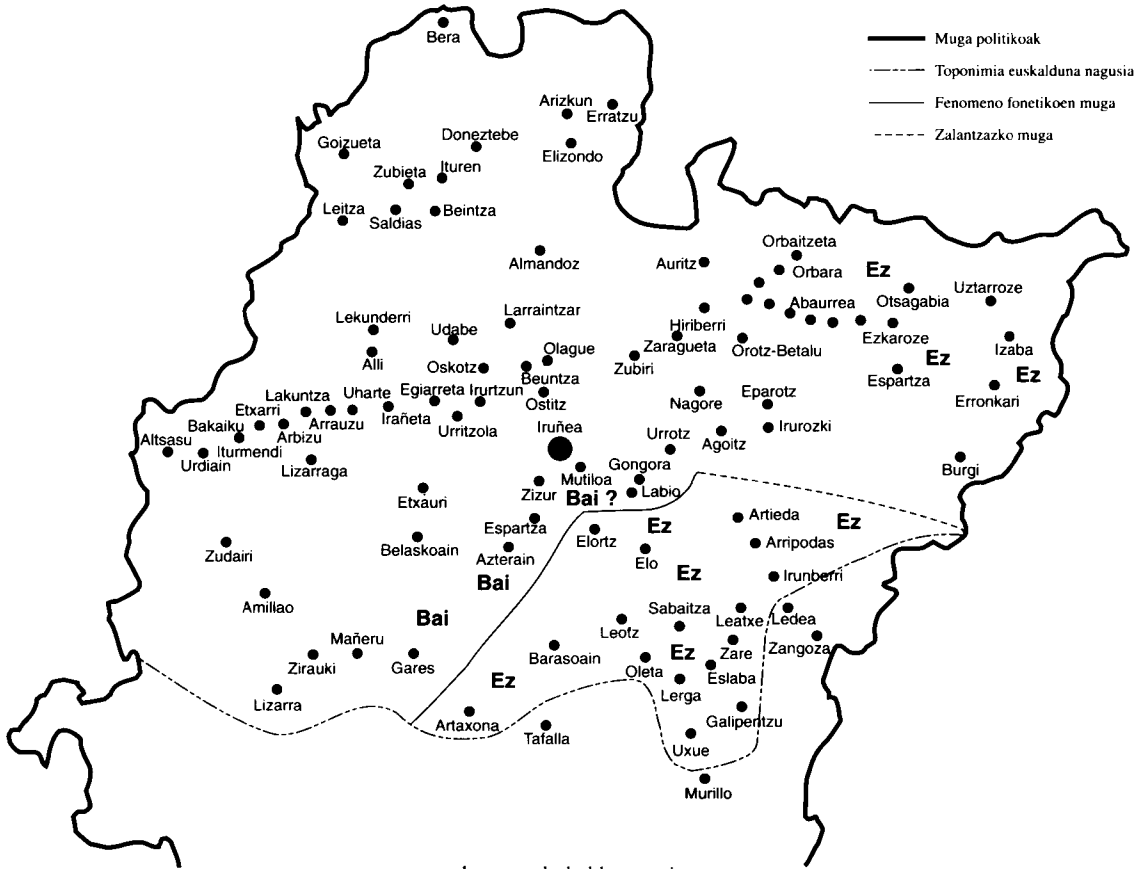 Bera
Muga politikoak
Toponimia euskalduna nagusia
Fenomeno fonetikoen muga
Zalantzazko muga
Arizkun
Erratzu
Goizueta
Doneztebe
Elizondo
Zubieta
Ituren
Leitza
Saldias
Beintza
Almandoz
Auritz
Orbaitzeta
Orbara
Ez
Otsagabia
Uztarroze
Abaurrea
Larraintzar
Lekunderri
Udabe
Hiriberri
Zaragueta
Orotz-Betalu
Ezkaroze
Izaba
Alli
Oskotz
Olague
Beuntza
Zubiri
Espartza
Ez
Ez
Erronkari
Lakuntza
Uharte
Egiarreta
Irurtzun
Ostitz
Nagore
Eparotz
Etxarri
Bakaiku
Arbizu
Arrauzu
Irañeta
Urritzola
Iruñea
Urrotz
Agoitz
Irurozki
Altsasu
Urdiain
Iturmendi
Lizarraga
Mutiloa
Gongora
Burgi
Etxauri
Zizur
Bai ?
Labio
Espartza
Elortz
Ez
Artieda
Ez
Zudairi
Belaskoain
Azterain
Elo
Arripodas
Bai
Ez
Irunberri
Amillao
Bai
Sabaitza
Leatxe
Ledea
Leotz
Zare
Zangoza
Mañeru
Zirauki
Gares
Barasoain
Oleta
Ez
Eslaba
Ez
Lizarra
Lerga
Artaxona
Tafalla
Galipentzu
Uxue
Murillo